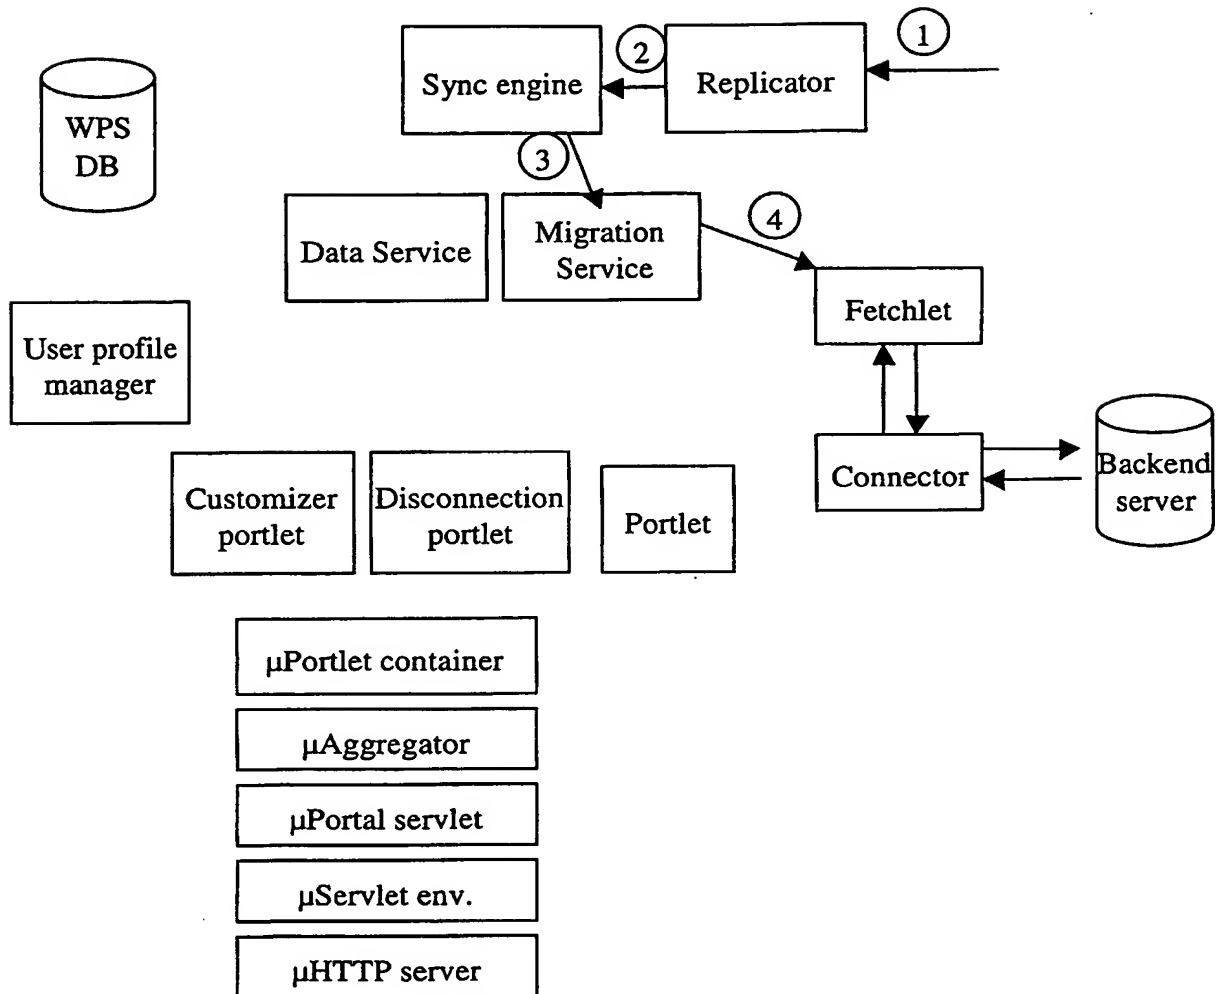 1
2
Sync engine
Replicator
WPS
DB
3
4
Data Service
Migration
Service
Fetchlet
User profile
manager
Connector
Backend
server
Customizer
portlet
Disconnection
portlet
Portlet
µPortlet container
µAggregator
µPortal servlet
µServlet env.
µHTTP server